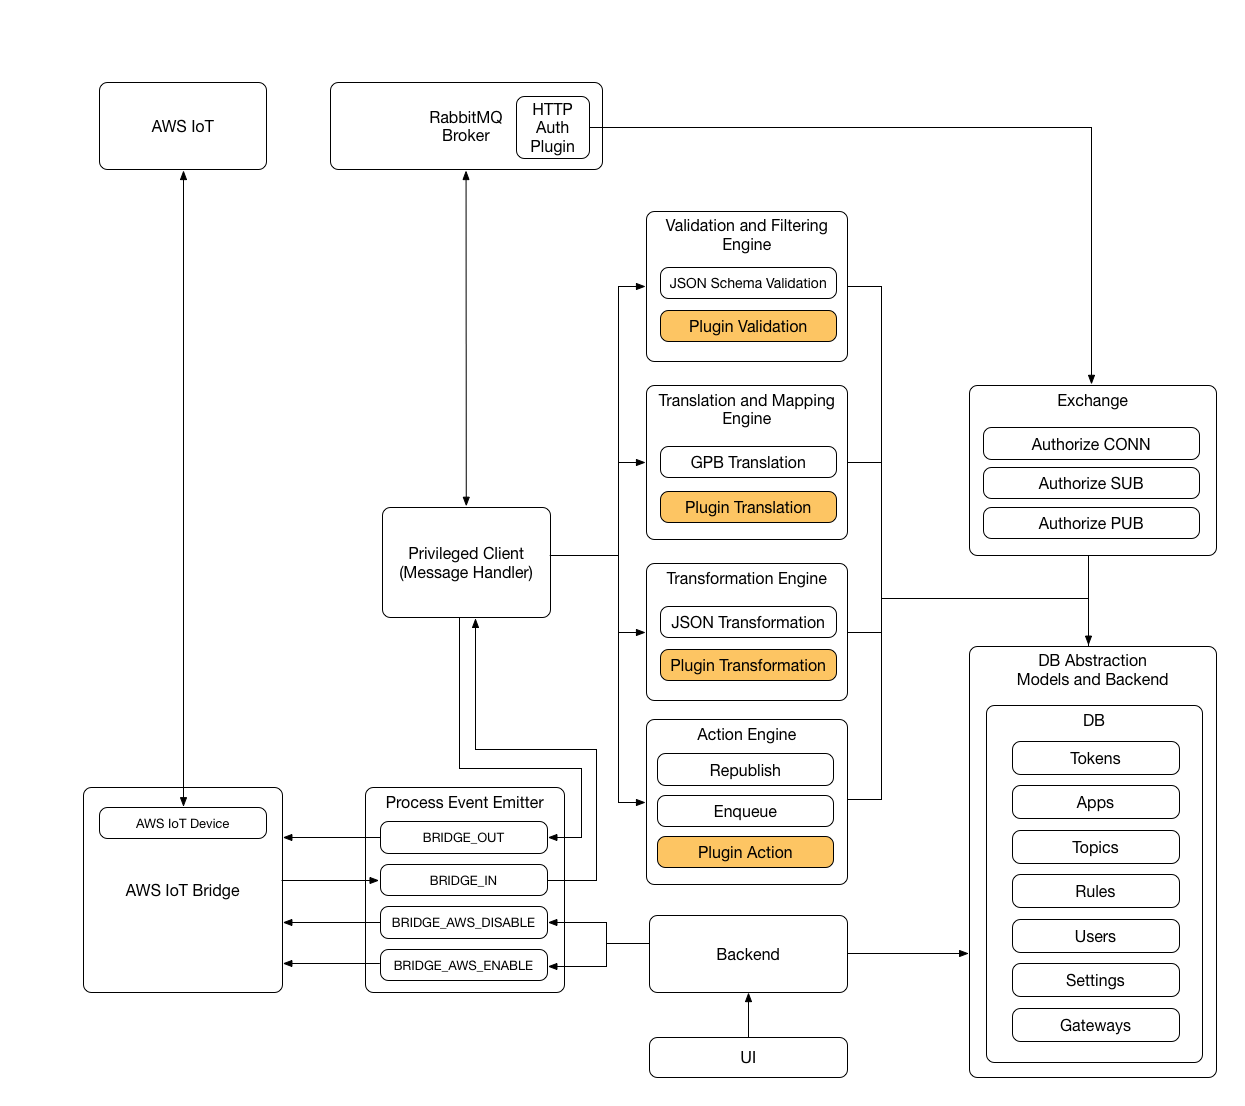 AWS IoT
RabbitMQ
Broker
HTTP
Auth
Plugin
Validation and Filtering
Engine
JSON Schema Validation
Plugin Validation
Translation and Mapping
Engine
GPB Translation
Plugin Translation
Exchange
Authorize CONN
Authorize SUB
Authorize PUB
Privileged Client
(Message Handler)
Transformation Engine
JSON Transformation
Plugin Transformation
Action Engine
Republish
Enqueue
Plugin Action
DB Abstraction
Models and Backend
DB
Tokens
Apps
Topics
Rules
Users
Settings
Gateways
AWS IoT Device
AWS IoT Bridge
Process Event Emitter
BRIDGE_OUT
BRIDGE_IN
BRIDGE_AWS_DISABLE
BRIDGE_AWS_ENABLE
Backend
UI